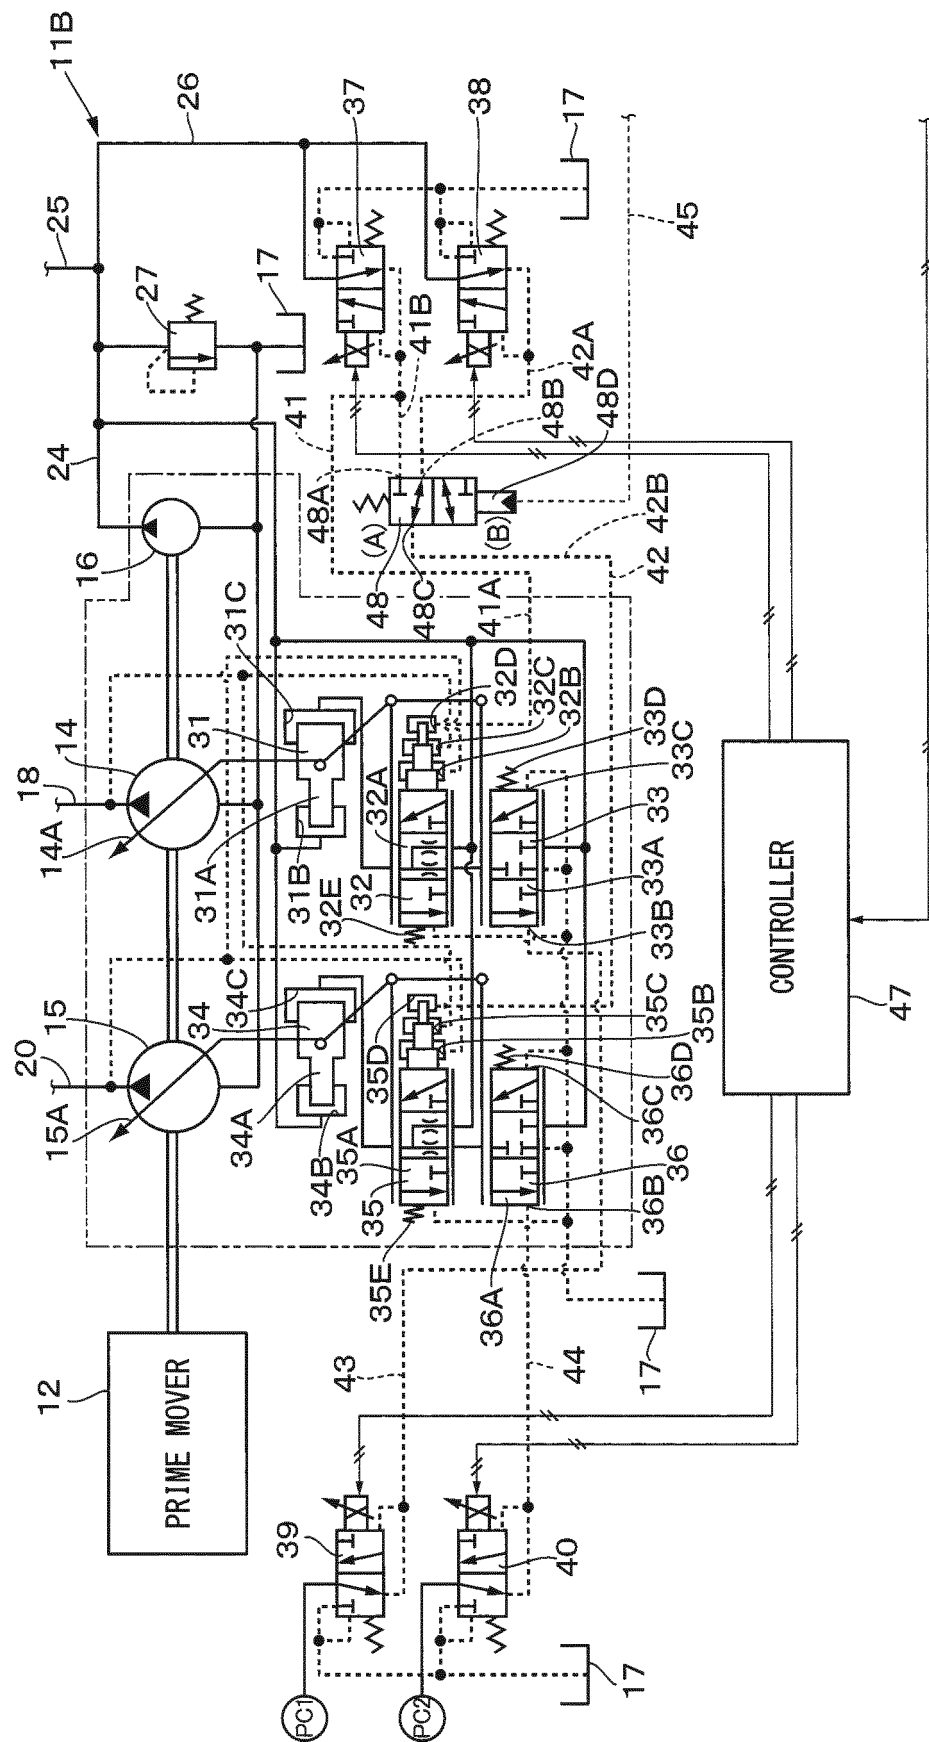 11B
26
37
38
17
25
27
17
41B
42A
48B
48D
45
24
41
48A
(A)
(B)
48
48C
42B
42
41A
16
31C
32D
32C
32B
33D
33C
14
18
14A
31
31A
31B
32A
32
32E
33
33A
33B
CONTROLLER
47
15
20
15A
34C
34
34A
34B
35A
35
35E
35D
35C
35B
36D
36C
36
36B
36A
17
12
PRIME MOVER
43
44
39
40
17
PC1
PC2